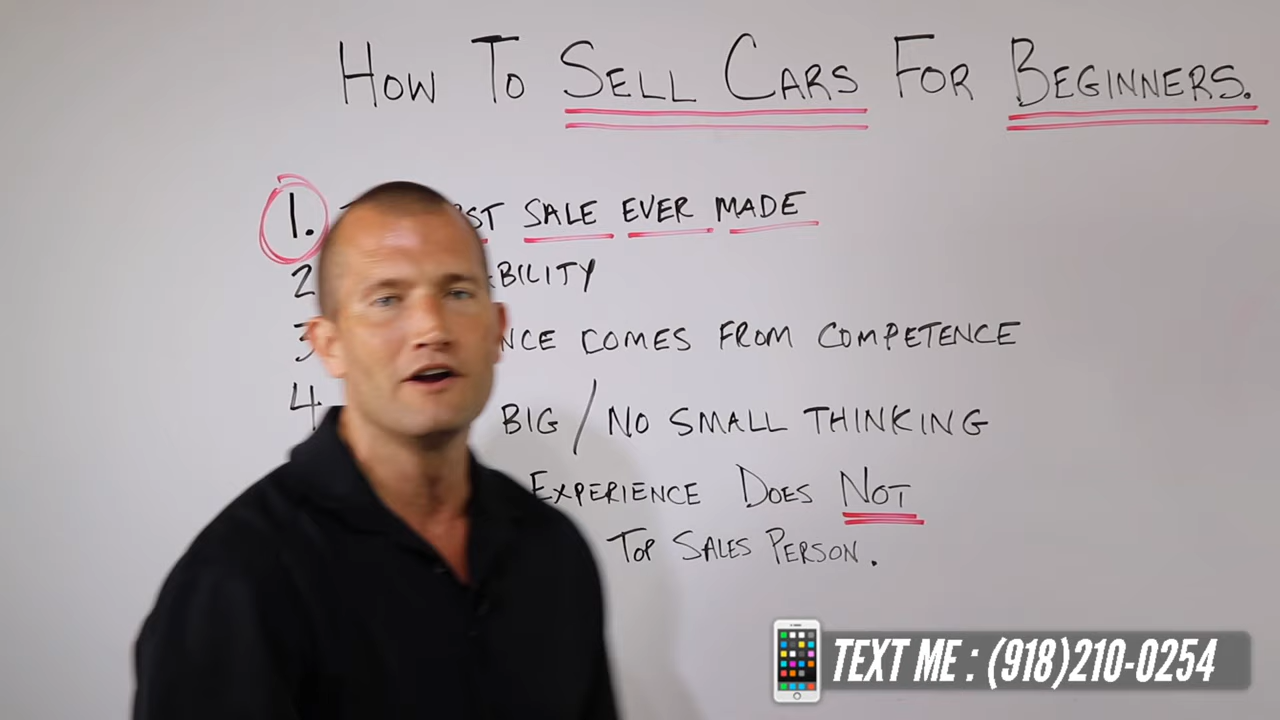 How To Sell Cars For Beginners.
1. ST SALE EVER MADE
2 BILITY
3 NCE COMES FROM COMPETENCE
4 BIG / NO SMALL THINKING
EXPERIENCE DOES NOT
TOP SALES PERSON.
TEXT ME : (918)210-0254